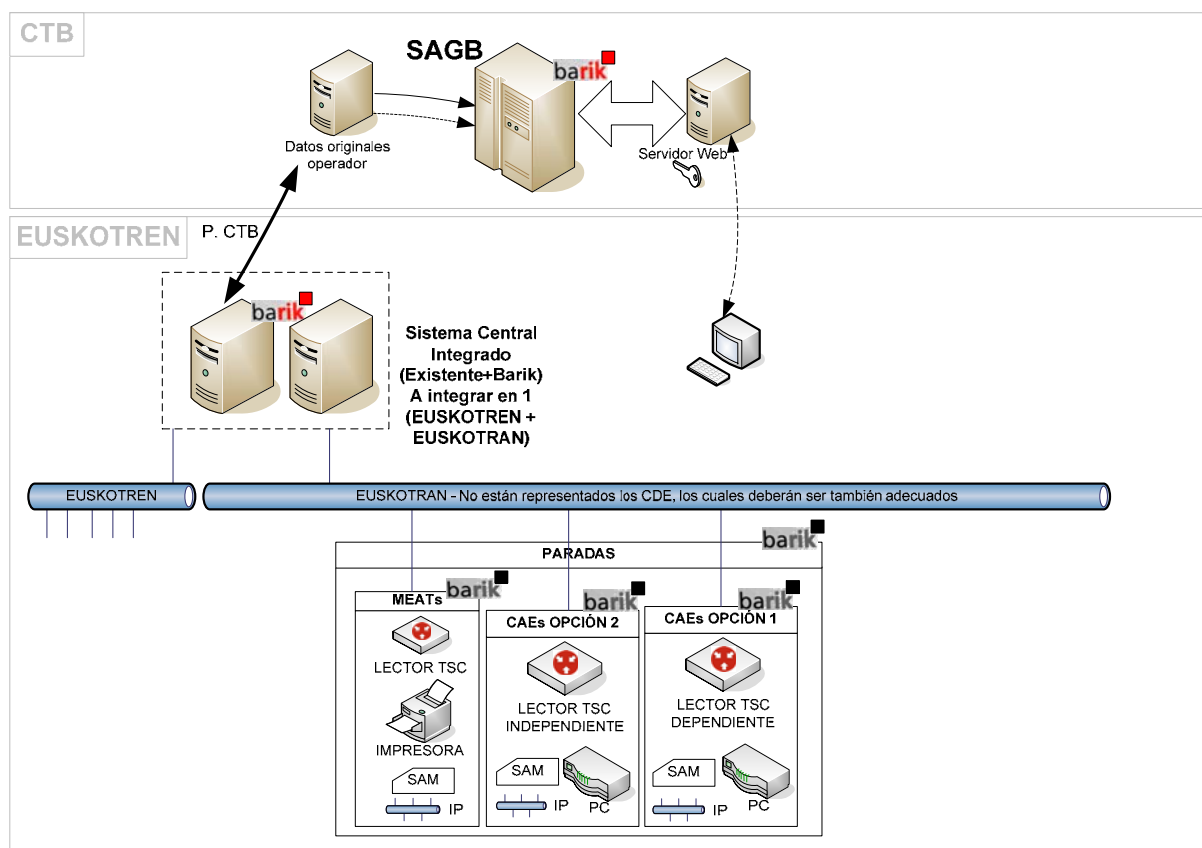 CTB
SAGB
barik
Datos originales
operador
Servidor Web
EUSKOTREN
P. CTB
barik
Sistema Central
Integrado
(Existente+Barik)
A integrar en 1
(EUSKOTREN +
EUSKOTRAN)
EUSKOTREN
EUSKOTRAN - No están representados los CDE, los cuales deberán ser también adecuados
barik
PARADAS
barik
MEATs
LECTOR TSC
IMPRESORA
SAM
IP
barik
CAEs OPCIÓN 2
LECTOR TSC
INDEPENDIENTE
SAM
IP
PC
barik
CAEs OPCIÓN 1
LECTOR TSC
DEPENDIENTE
SAM
IP
PC